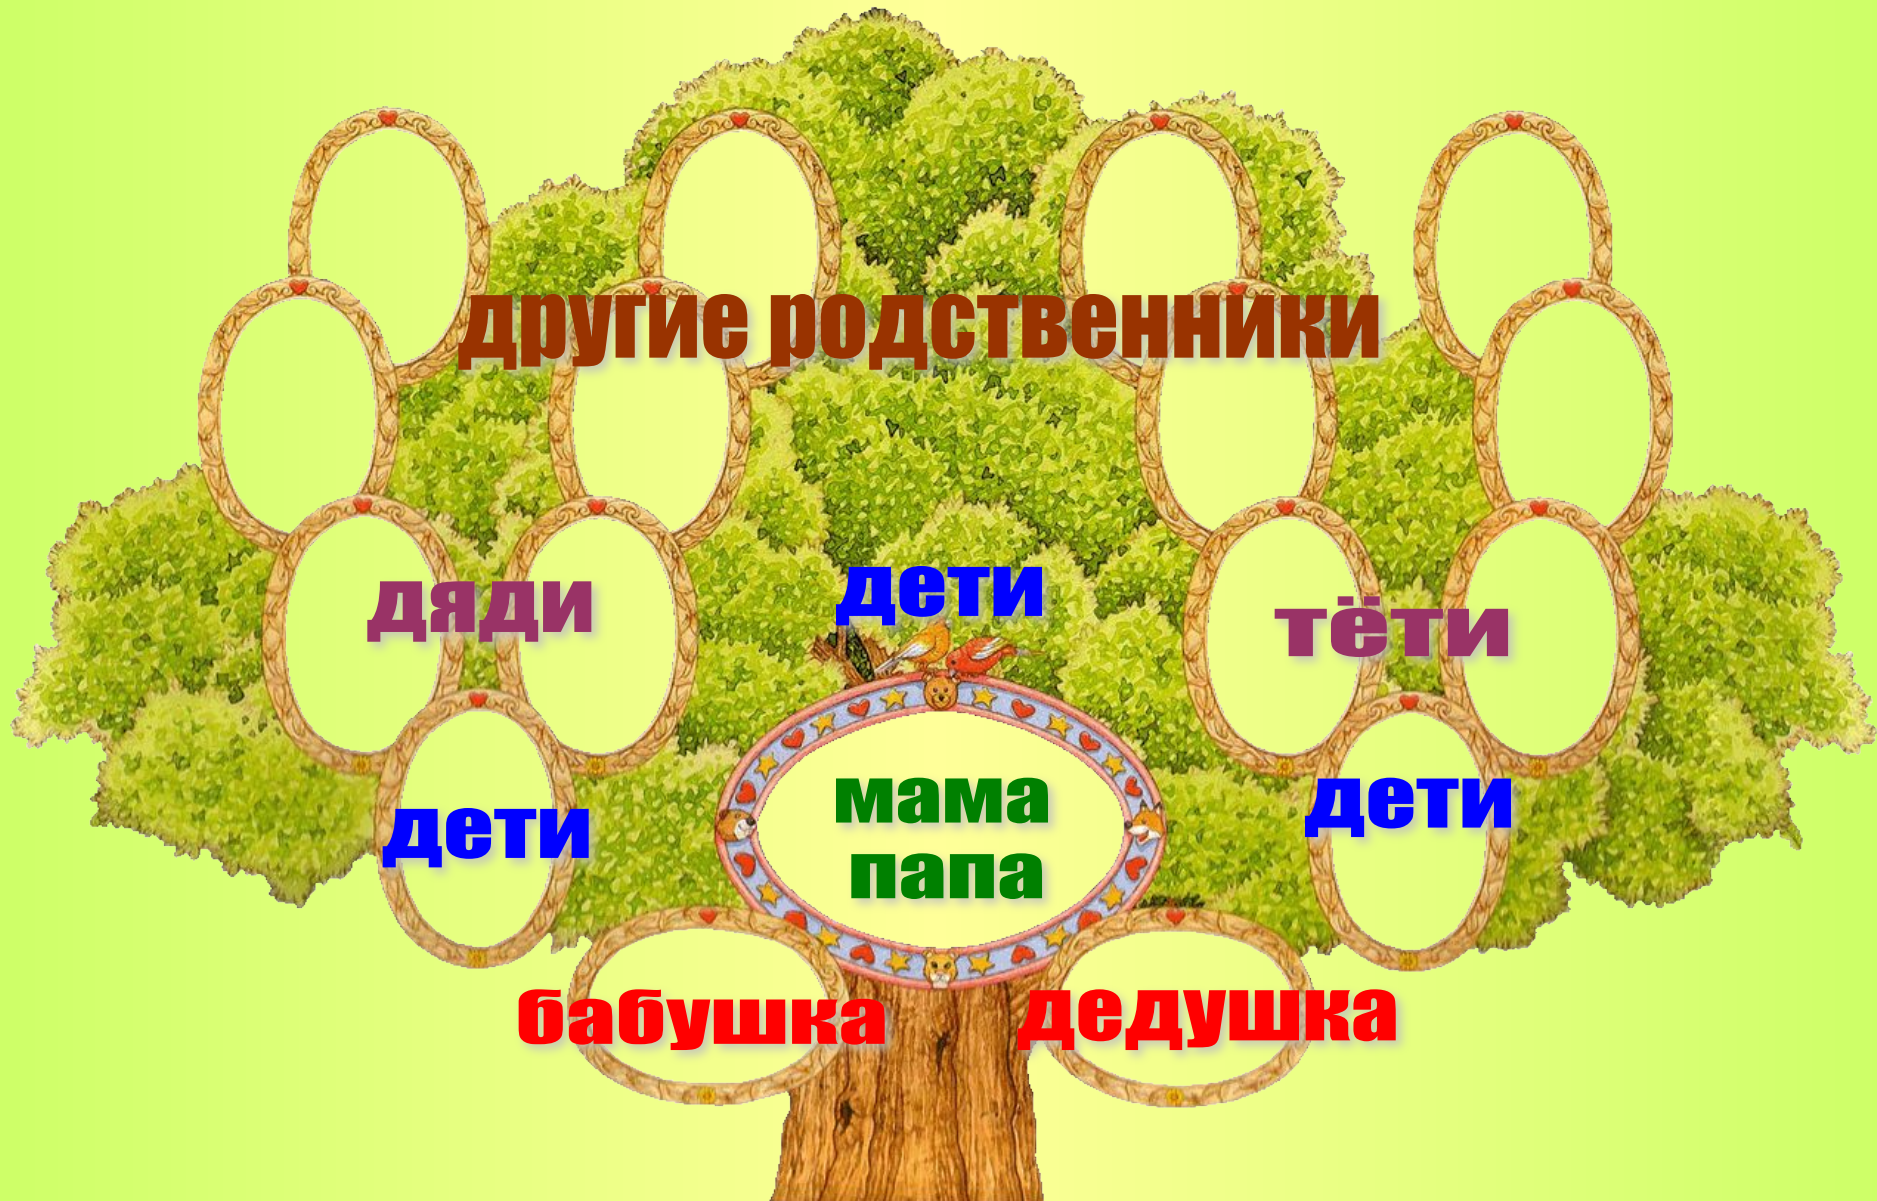 другие родственники
дяди
дети
тёти
дети
мама
папа
дети
бабушка
дедушка